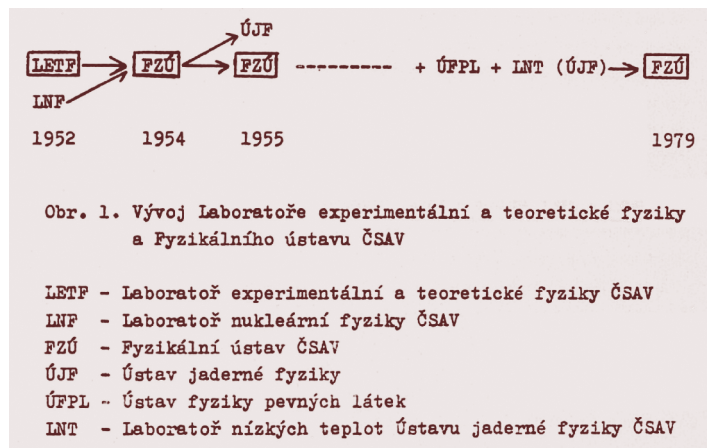 ÚJF
LETF FZÚ FZÚ ---------- + ÚFPL + LNT (ÚJF) FZÚ
LNF
1952 1954 1955 1979
Obr. 1. Vývoj Laboratoře experimentální a teoretické fyziky
a Fyzikálního ústavu ČSAV
LETF - Laboratoř experimentální a teoretické fyziky ČSAV
LNF - Laboratoř nukleární fyziky ČSAV
FZÚ - Fyzikální ústav ČSAV
ÚJF - Ústav jaderné fyziky
ÚFPL - Ústav fyziky pevných látek
LNT - Laboratoř nízkých teplot Ústavu jaderné fyziky ČSAV